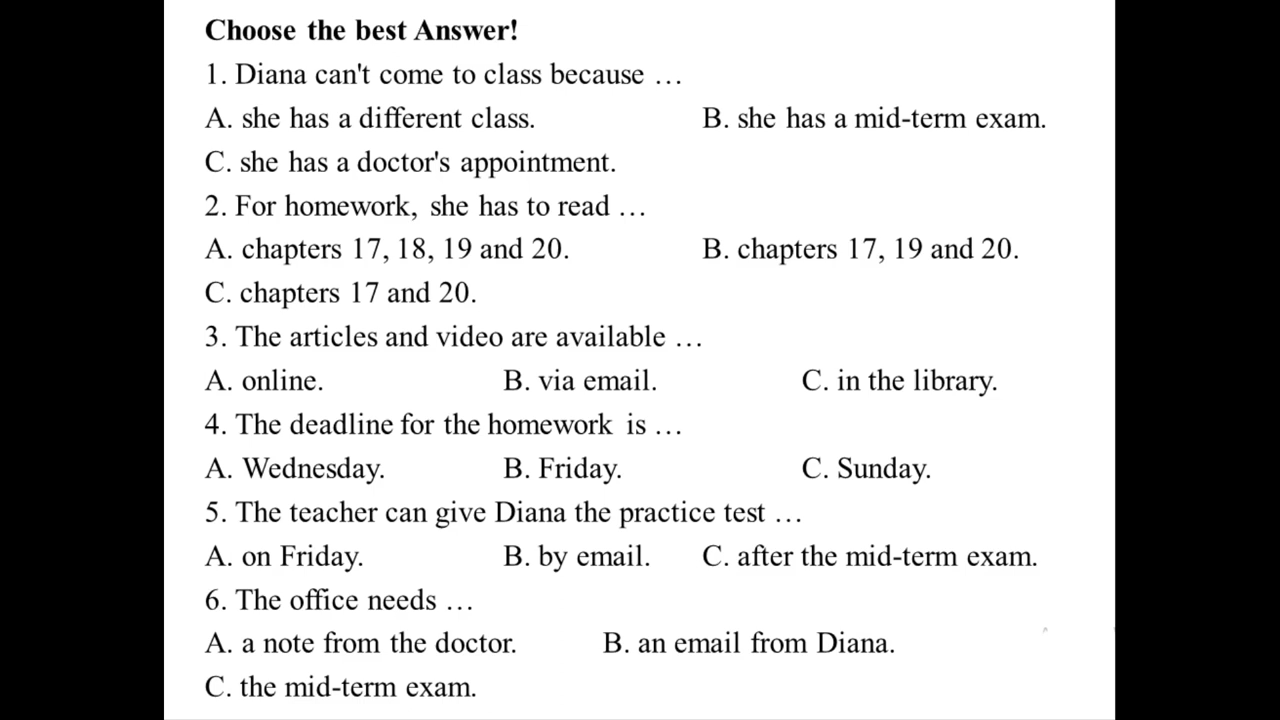 Choose the best Answer!
1. Diana can't come to class because …
A. she has a different class. B. she has a mid-term exam.
C. she has a doctor's appointment.
2. For homework, she has to read …
A. chapters 17, 18, 19 and 20. B. chapters 17, 19 and 20.
C. chapters 17 and 20.
3. The articles and video are available …
A. online. B. via email. C. in the library.
4. The deadline for the homework is …
A. Wednesday. B. Friday. C. Sunday.
5. The teacher can give Diana the practice test …
A. on Friday. B. by email. C. after the mid-term exam.
6. The office needs …
A. a note from the doctor. B. an email from Diana.
C. the mid-term exam.